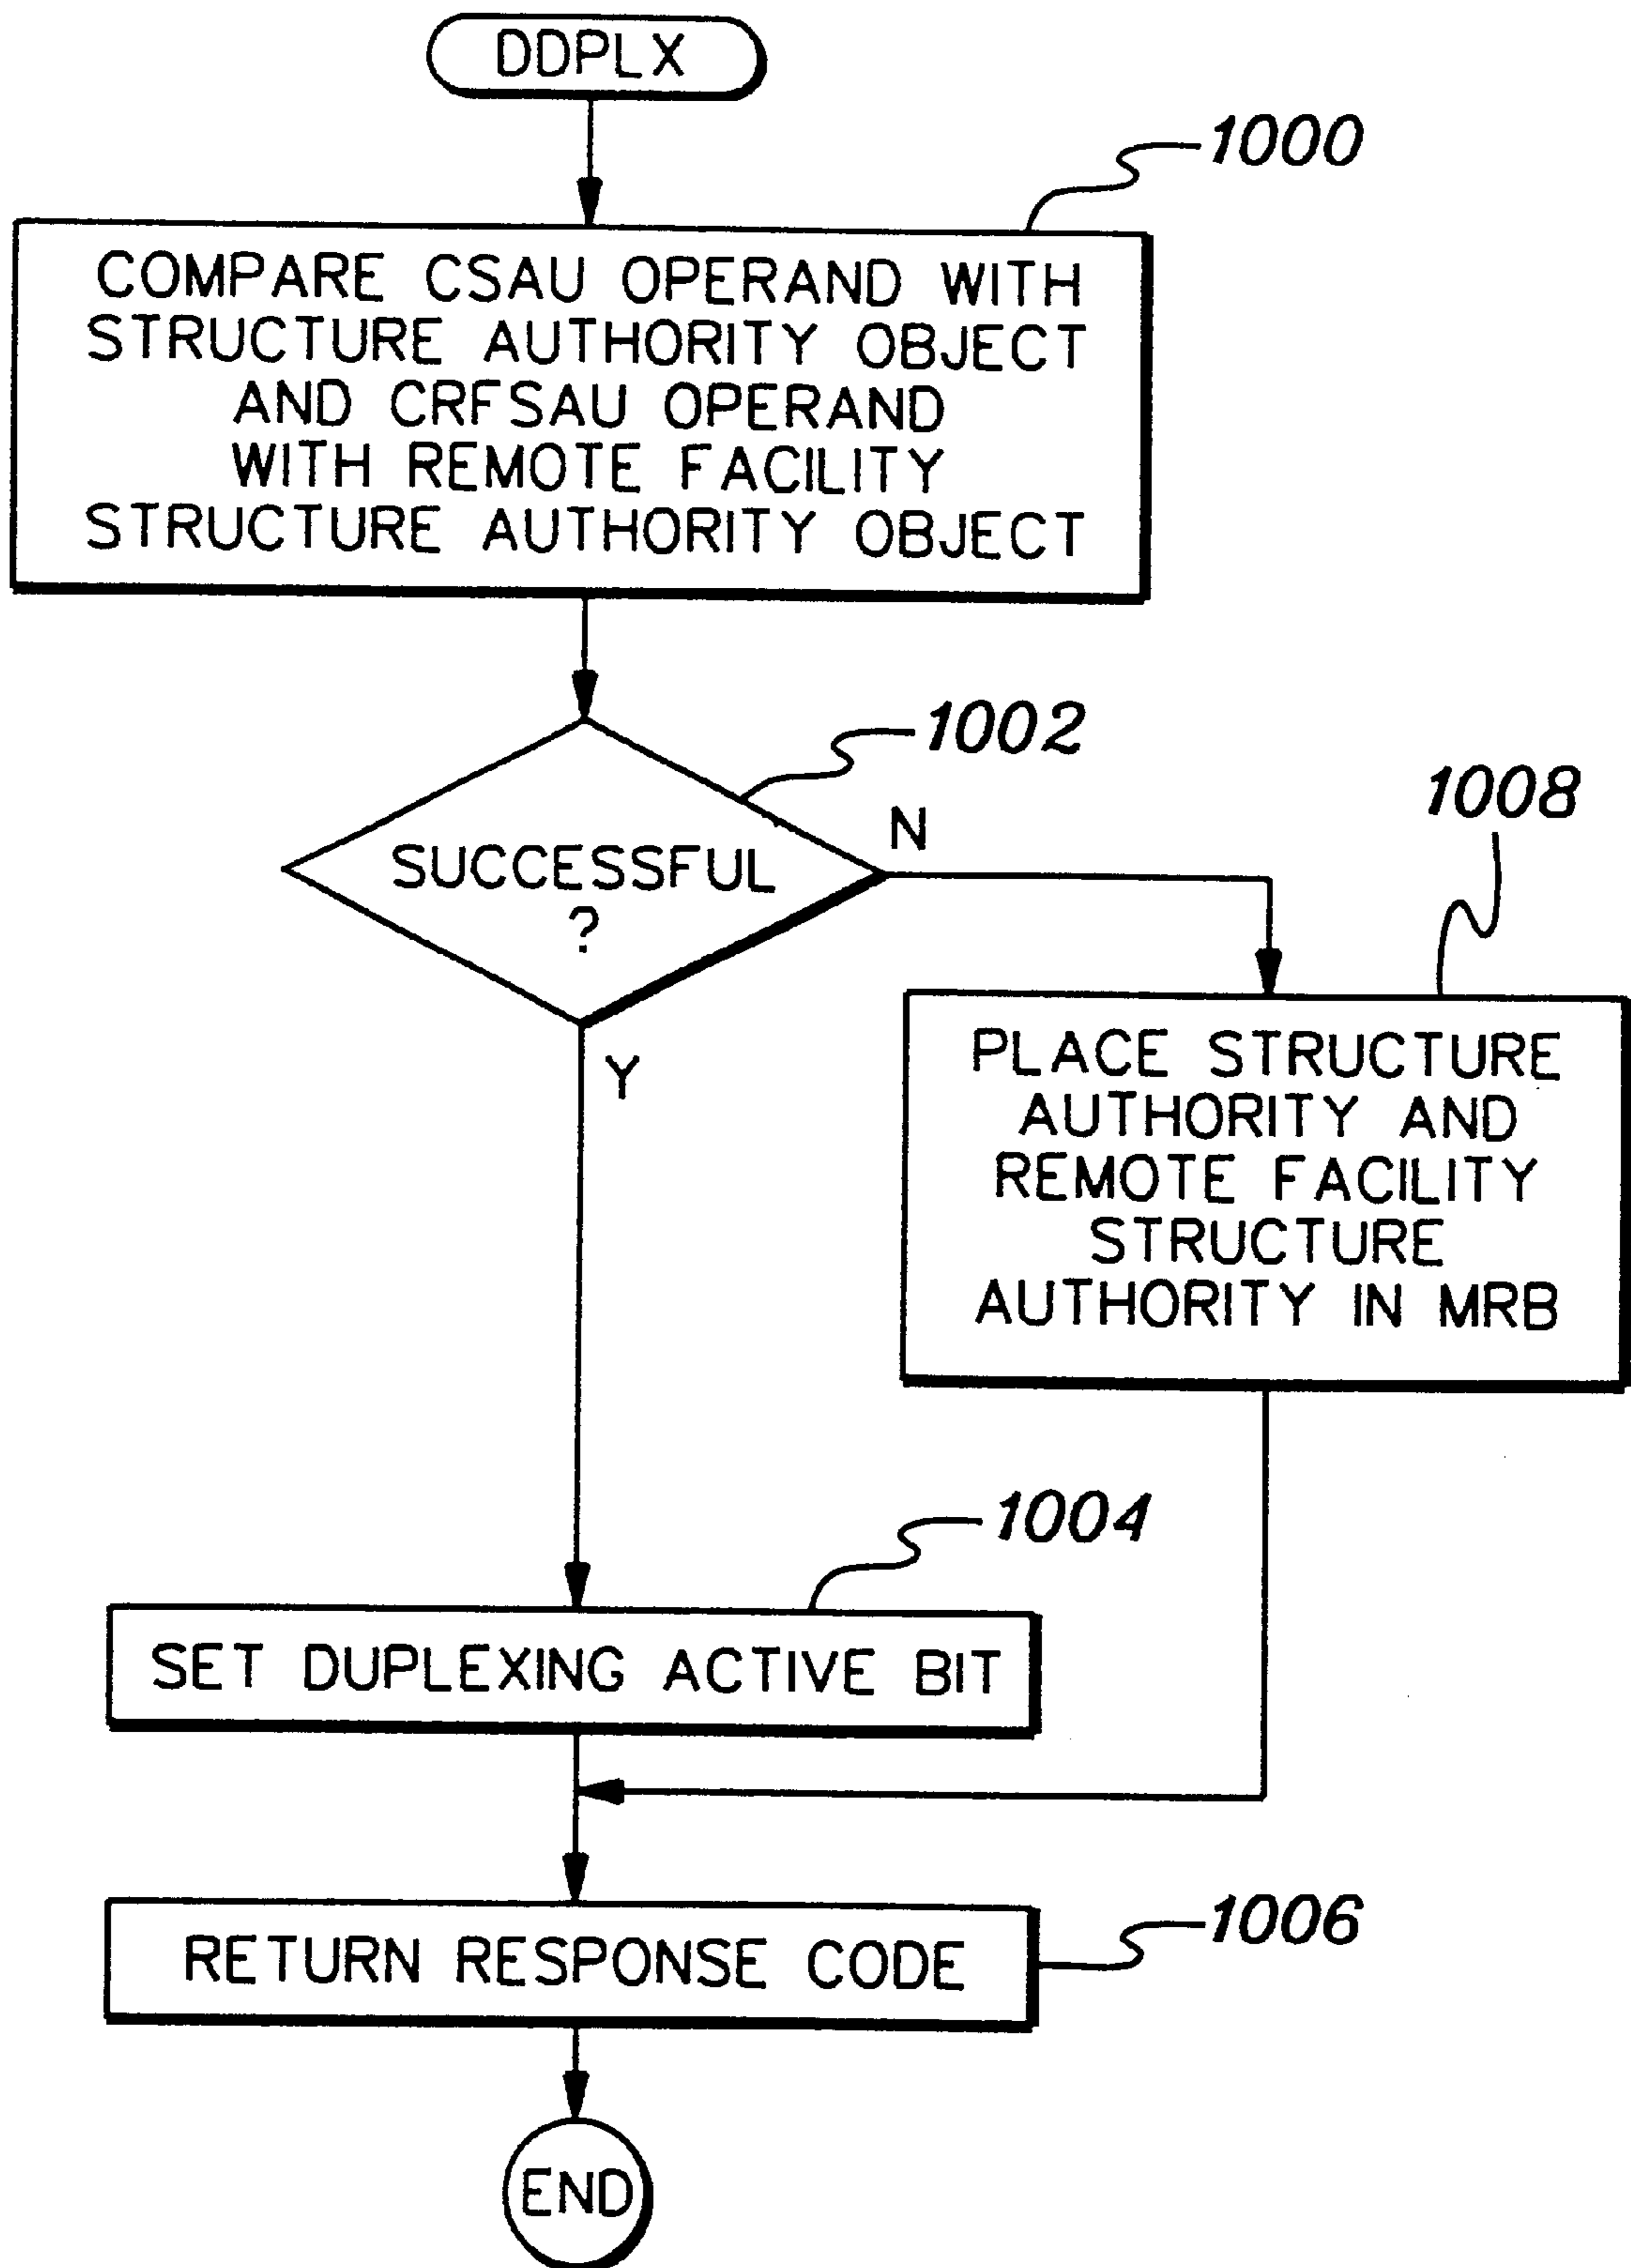 DDPLX
1000
COMPARE CSAU OPERAND WITH
STRUCTURE AUTHORITY OBJECT
AND CRFSAU OPERAND
WITH REMOTE FACILITY
STRUCTURE AUTHORITY OBJECT
1002
SUCCESSFUL
?
N
Y
1008
PLACE STRUCTURE
AUTHORITY AND
REMOTE FACILITY
STRUCTURE
AUTHORITY IN MRB
1004
SET DUPLEXING ACTIVE BIT
1006
RETURN RESPONSE CODE
END